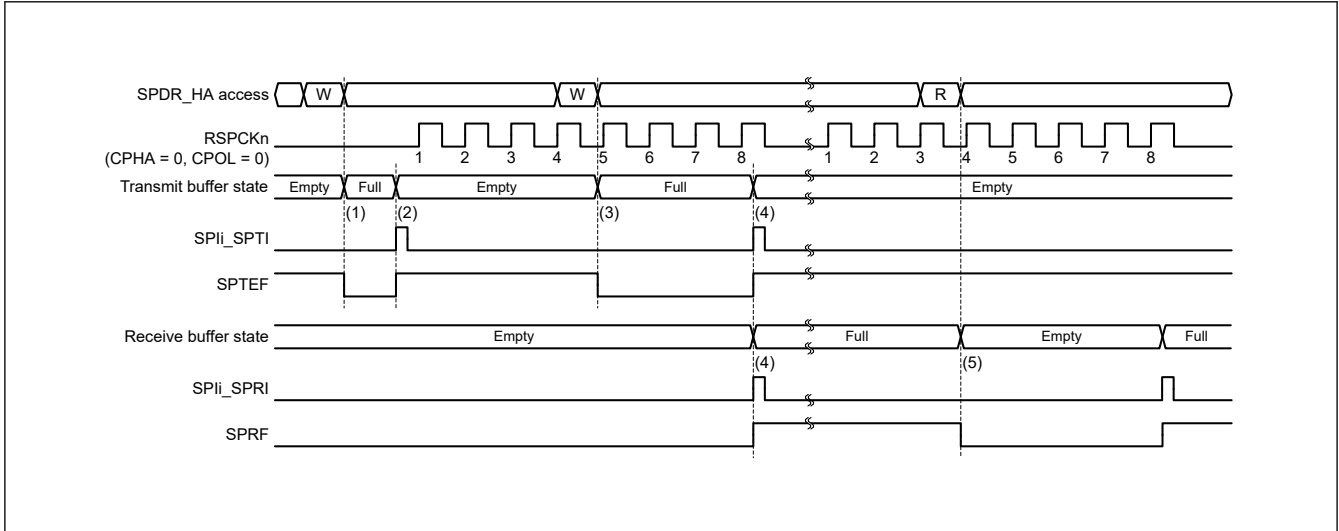 SPDR_HA access
W
W
R
RSPCKn
(CPHA = 0, CPOL = 0)
1 2 3 4 5 6 7 8 1 2 3 4 5 6 7 8
Transmit buffer state
Empty Full Empty Full Empty
(1) (2) (3) (4)
SPIi_SPTI
SPTEF
Receive buffer state
Empty Full Empty Full
(4) (5)
SPIi_SPRI
SPRF